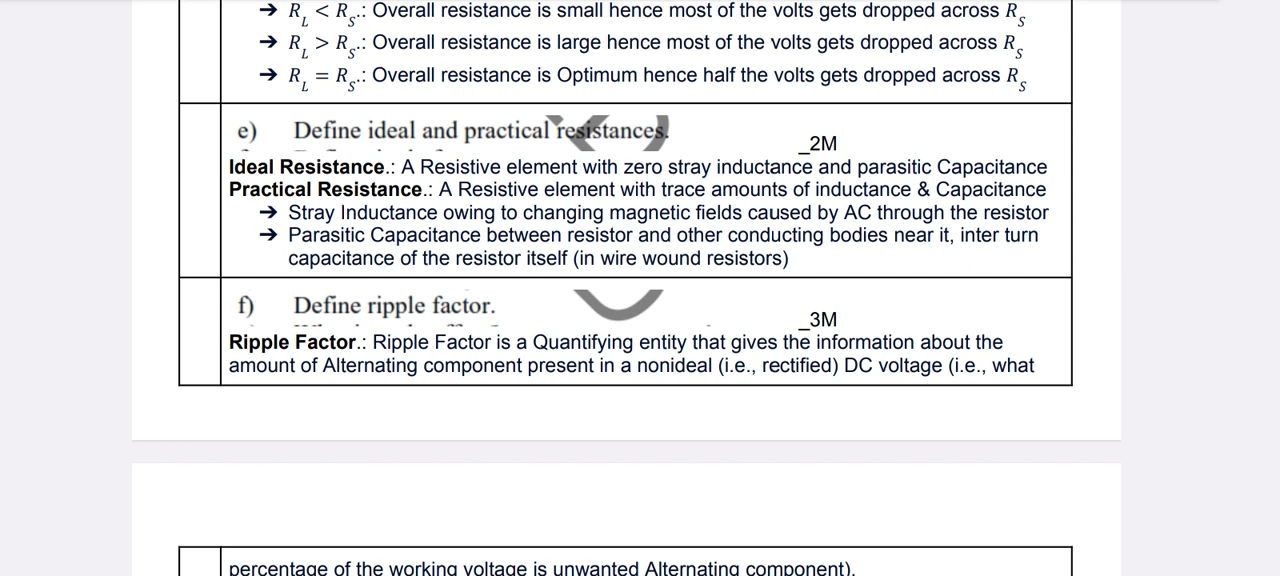 ➔ R_L < R_S.: Overall resistance is small hence most of the volts gets dropped across R_S
➔ R_L > R_S.: Overall resistance is large hence most of the volts gets dropped across R_S
➔ R_L = R_S.: Overall resistance is Optimum hence half the volts gets dropped across R_S
e) Define ideal and practical resistances. _2M
Ideal Resistance.: A Resistive element with zero stray inductance and parasitic Capacitance
Practical Resistance.: A Resistive element with trace amounts of inductance & Capacitance
➔ Stray Inductance owing to changing magnetic fields caused by AC through the resistor
➔ Parasitic Capacitance between resistor and other conducting bodies near it, inter turn
capacitance of the resistor itself (in wire wound resistors)
f) Define ripple factor. _3M
Ripple Factor.: Ripple Factor is a Quantifying entity that gives the information about the
amount of Alternating component present in a nonideal (i.e., rectified) DC voltage (i.e., what
percentage of the working voltage is unwanted Alternating component).